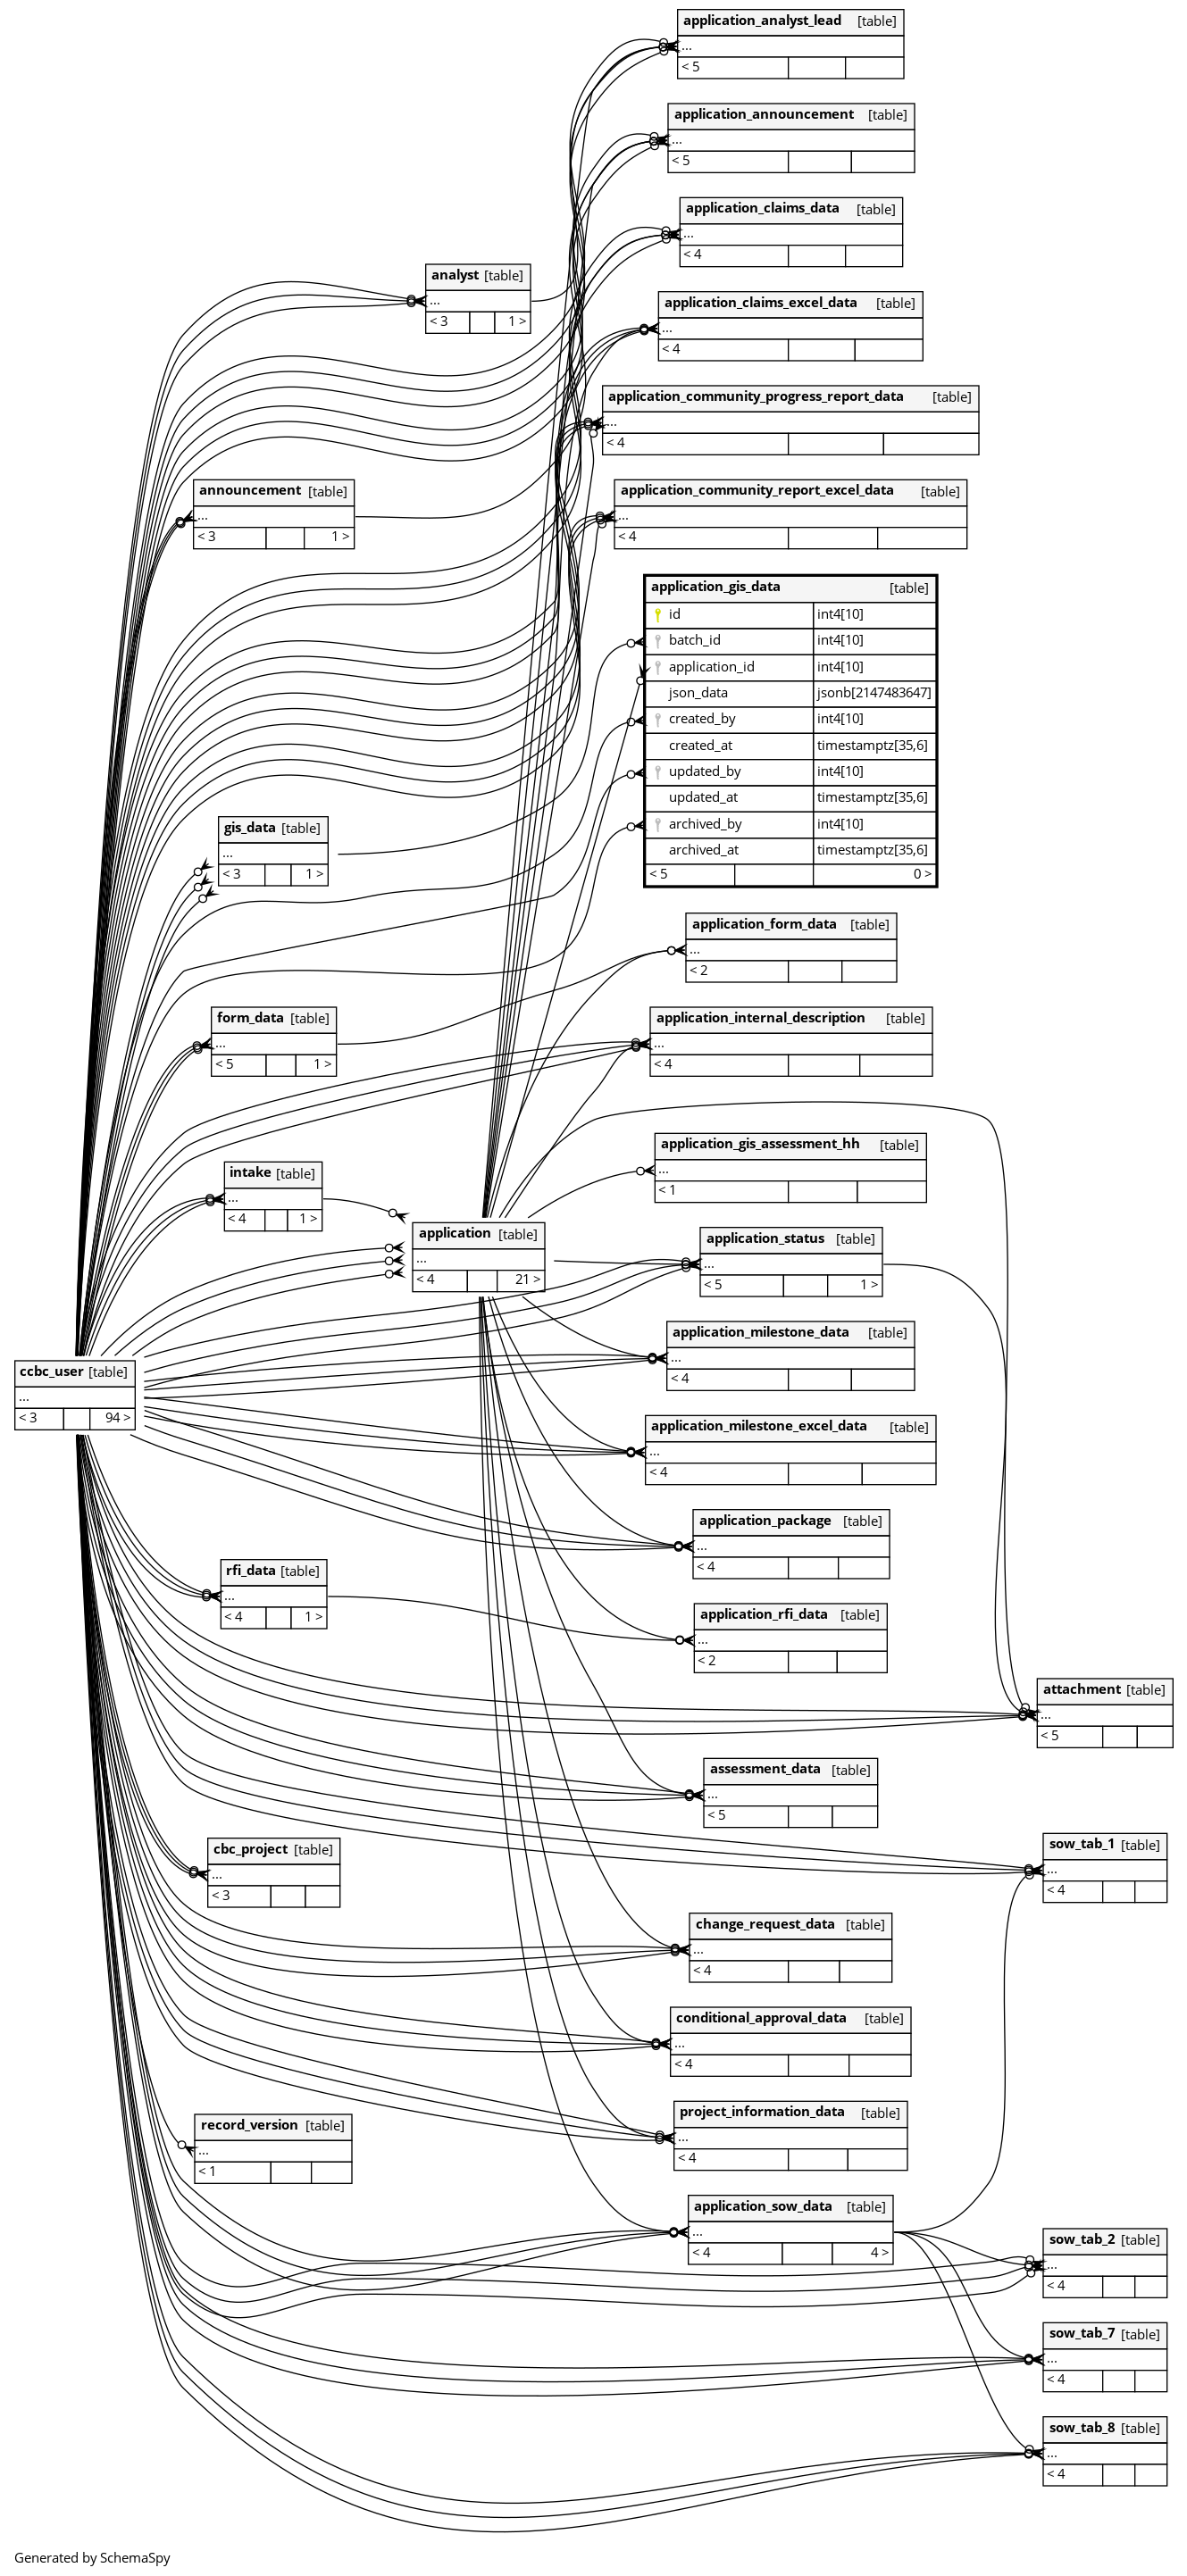 application_analyst_lead [table]
...
< 5
application_announcement [table]
...
< 5
application_claims_data [table]
...
< 4
analyst [table]
...
< 3 1 >
application_claims_excel_data [table]
...
< 4
application_community_progress_report_data [table]
...
< 4
announcement [table]
...
< 3 1 >
application_community_report_excel_data [table]
...
< 4
application_gis_data [table]
id int4[10]
batch_id int4[10]
application_id int4[10]
json_data jsonb[2147483647]
created_by int4[10]
created_at timestamptz[35,6]
updated_by int4[10]
updated_at timestamptz[35,6]
archived_by int4[10]
archived_at timestamptz[35,6]
< 5 0 >
gis_data [table]
...
< 3 1 >
application_form_data [table]
...
< 2
form_data [table]
...
< 5 1 >
application_internal_description [table]
...
< 4
application_gis_assessment_hh [table]
...
< 1
intake [table]
...
< 4 1 >
application [table]
...
< 4 21 >
application_status [table]
...
< 5 1 >
application_milestone_data [table]
...
< 4
ccbc_user [table]
...
< 3 94 >
application_milestone_excel_data [table]
...
< 4
application_package [table]
...
< 4
rfi_data [table]
...
< 4 1 >
application_rfi_data [table]
...
< 2
attachment [table]
...
< 5
assessment_data [table]
...
< 5
cbc_project [table]
...
< 3
sow_tab_1 [table]
...
< 4
change_request_data [table]
...
< 4
conditional_approval_data [table]
...
< 4
record_version [table]
...
< 1
project_information_data [table]
...
< 4
application_sow_data [table]
...
< 4 4 >
sow_tab_2 [table]
...
< 4
sow_tab_7 [table]
...
< 4
sow_tab_8 [table]
...
< 4
Generated by SchemaSpy